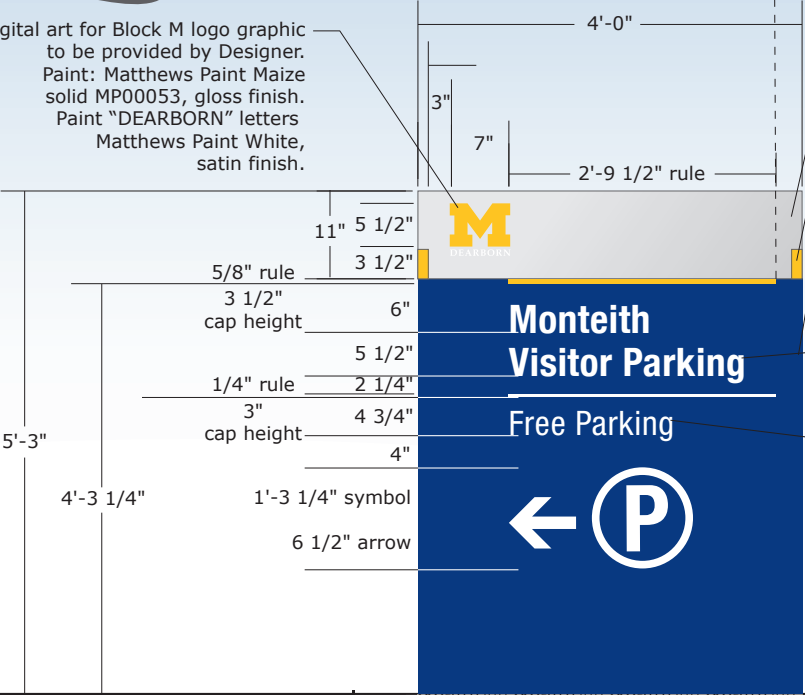 gital art for Block M logo graphic
to be provided by Designer.
Paint: Matthews Paint Maize
solid MP00053, gloss finish.
Paint “DEARBORN” letters
Matthews Paint White,
satin finish.
4'-0"
3"
7"
2'-9 1/2" rule
11"
5 1/2"
3 1/2"
M
DEARBORN
5/8" rule
3 1/2"
cap height
6"
5 1/2"
1/4" rule
2 1/4"
3"
cap height
4 3/4"
4"
5'-3"
4'-3 1/4"
1'-3 1/4" symbol
6 1/2" arrow
Monteith
Visitor Parking
Free Parking
P